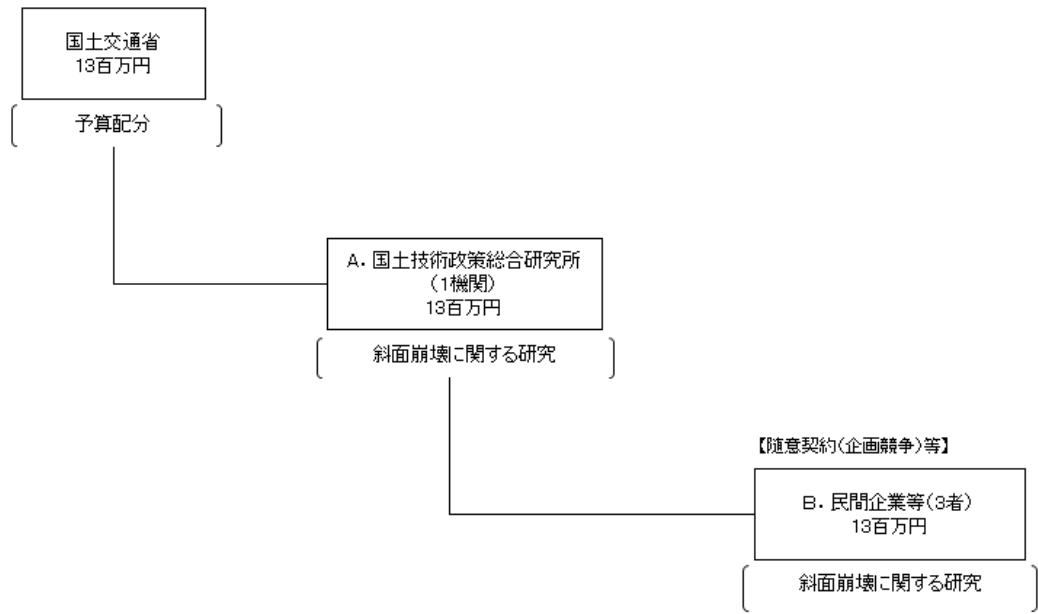 国土交通省
13百万円
予算配分
A．国土技術政策総合研究所
（1機関）
13百万円
斜面崩壊に関する研究
【随意契約（企画競争）等】
B．民間企業等（3者）
13百万円
斜面崩壊に関する研究